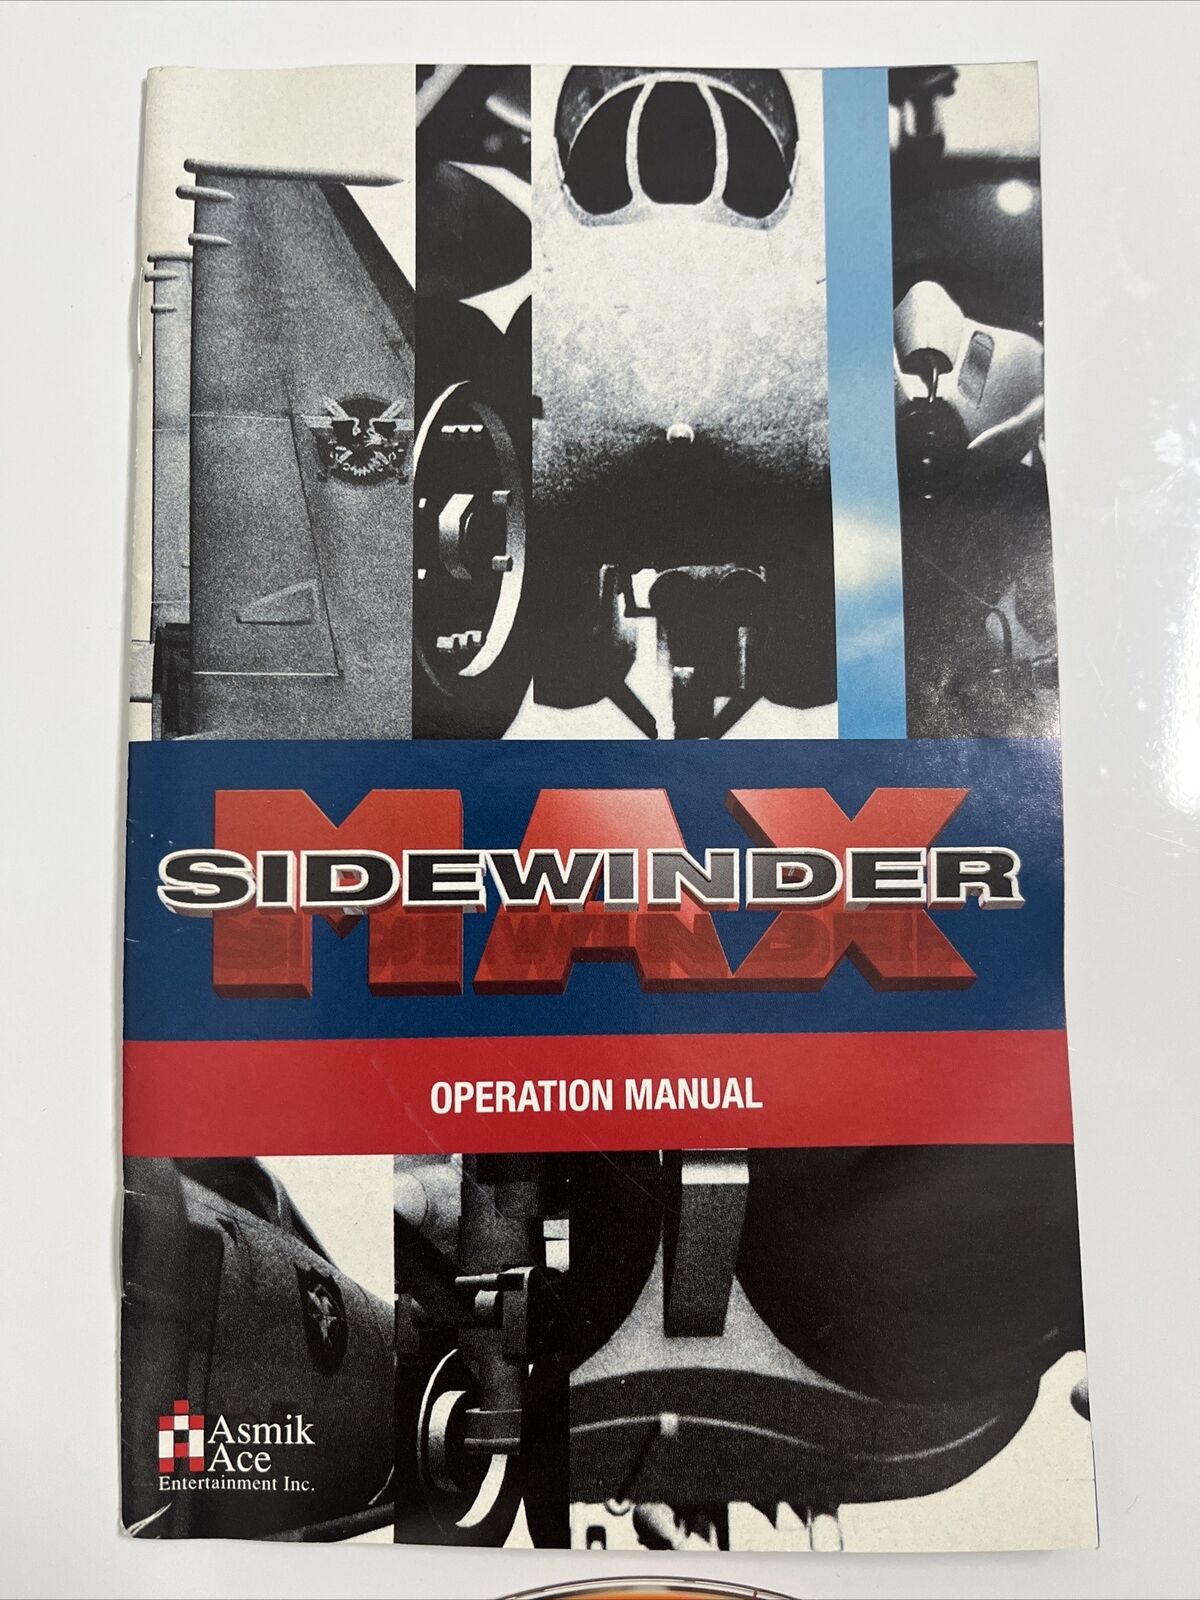 MAX
SIDEWINDER
OPERATION MANUAL
Asmik
Ace
Entertainment Inc.